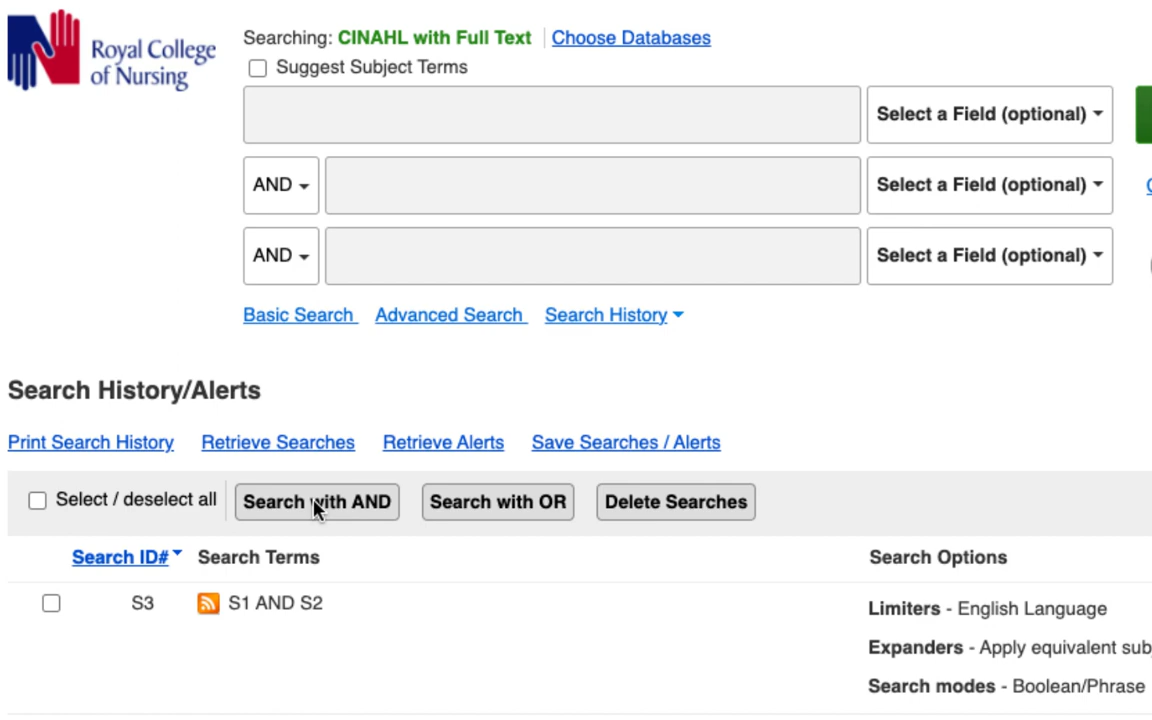 Royal College
of Nursing
Searching: CINAHL with Full Text Choose Databases
Suggest Subject Terms
Select a Field (optional)
AND Select a Field (optional)
AND Select a Field (optional)
Basic Search Advanced Search Search History
Search History/Alerts
Print Search History Retrieve Searches Retrieve Alerts Save Searches / Alerts
Select / deselect all Search with AND Search with OR Delete Searches
Search ID# Search Terms Search Options
S3 S1 AND S2 Limiters - English Language
Expanders - Apply equivalent
Search modes - Boolean/Phrase